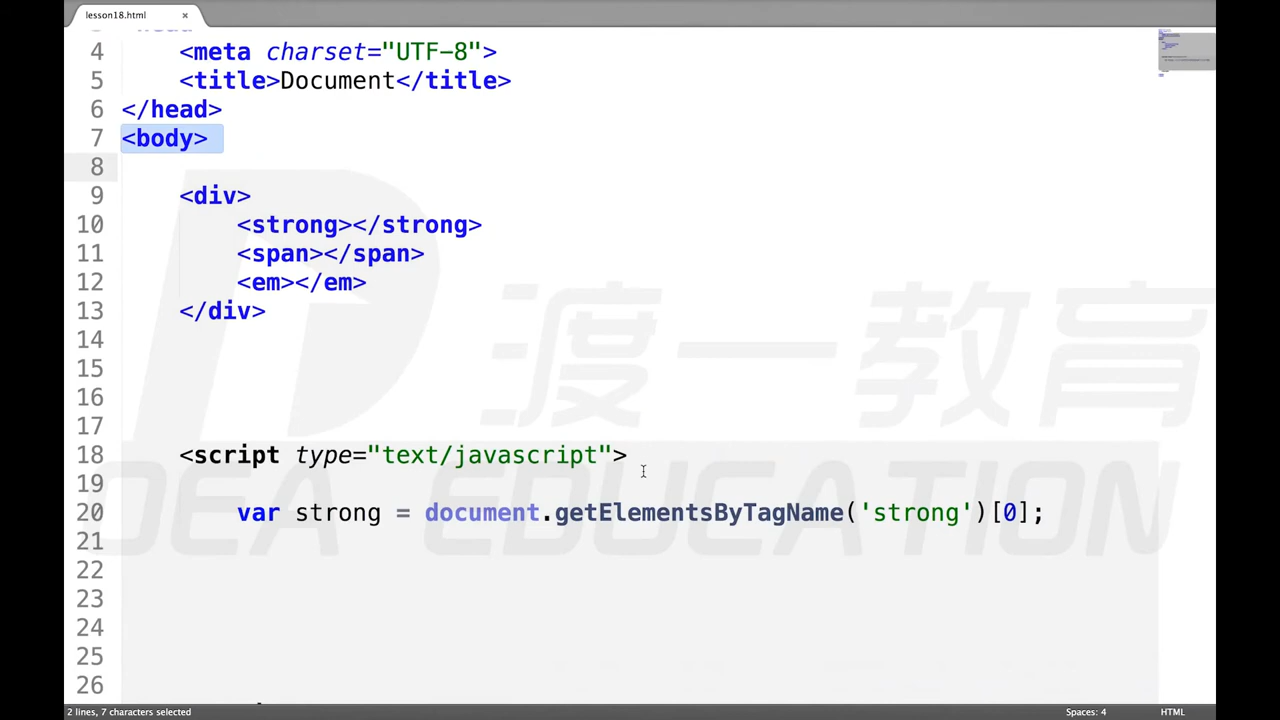 lesson18.html ×
4 <meta charset="UTF-8">
5 <title>Document</title>
6 </head>
7 <body>
8
9 <div>
10 <strong></strong>
11 <span></span>
12 <em></em>
13 </div>
14
15
16
17
18 <script type="text/javascript">
19
20 var strong = document.getElementsByTagName('strong')[0];
21
22
23
24
25
26
渡一教育
DEA EDUCATION
2 lines, 7 characters selected
Spaces: 4
HTML